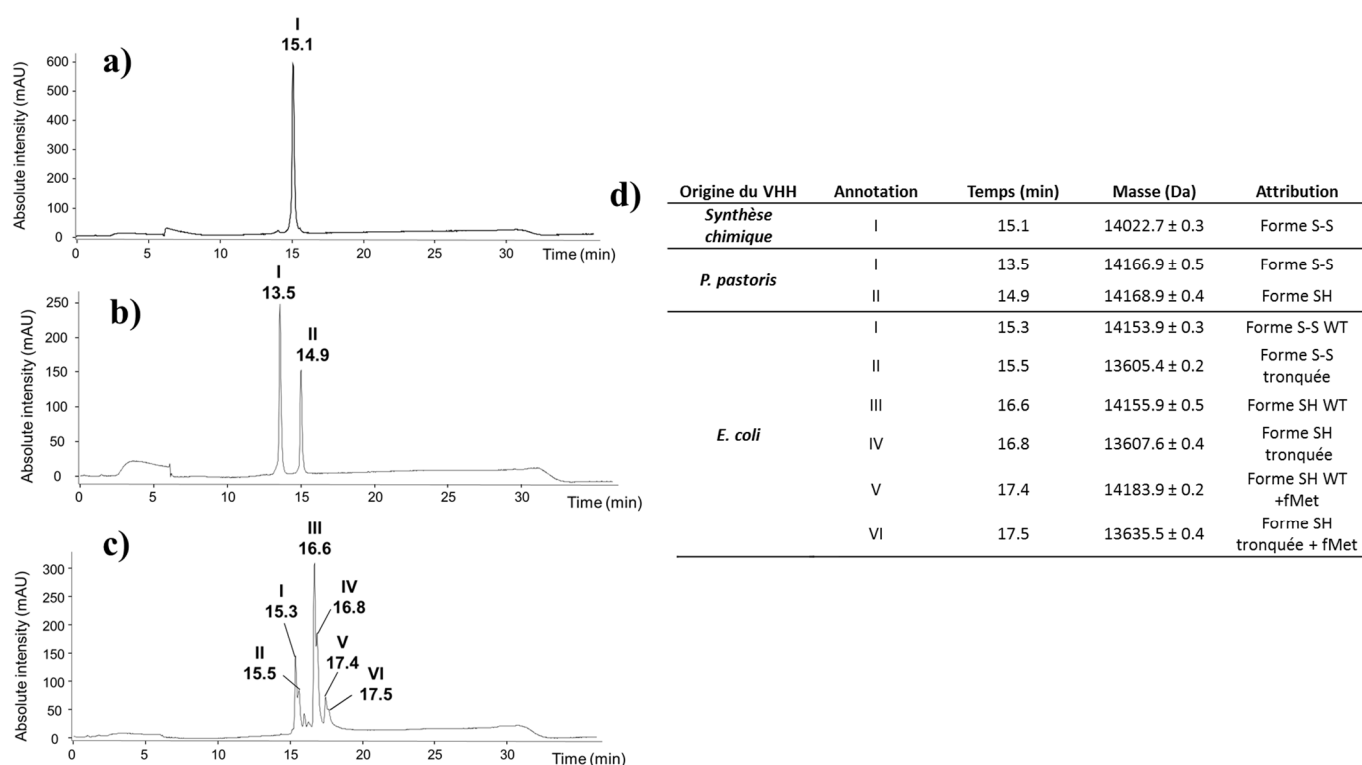 a)
I
15.1
Absolute intensity (mAU)
600
500
400
300
200
100
0
0 5 10 15 20 25 30
Time (min)
b)
I
13.5
II
14.9
Absolute intensity (mAU)
250
200
150
100
50
0
0 5 10 15 20 25 30
Time (min)
c)
III
16.6
I
15.3
IV
16.8
II
15.5
V
17.4
VI
17.5
Absolute intensity (mAU)
300
250
200
150
100
50
0
0 5 10 15 20 25 30
Time (min)
d)
Origine du VHH Annotation Temps (min) Masse (Da) Attribution
Synthèse
chimique
I 15.1 14022.7 ± 0.3 Forme S-S
P. pastoris
I 13.5 14166.9 ± 0.5 Forme S-S
II 14.9 14168.9 ± 0.4 Forme SH
E. coli
I 15.3 14153.9 ± 0.3 Forme S-S WT
II 15.5 13605.4 ± 0.2 Forme S-S
tronquée
III 16.6 14155.9 ± 0.5 Forme SH WT
IV 16.8 13607.6 ± 0.4 Forme SH
tronquée
V 17.4 14183.9 ± 0.2 Forme SH WT
+fMet
VI 17.5 13635.5 ± 0.4 Forme SH
tronquée + fMet